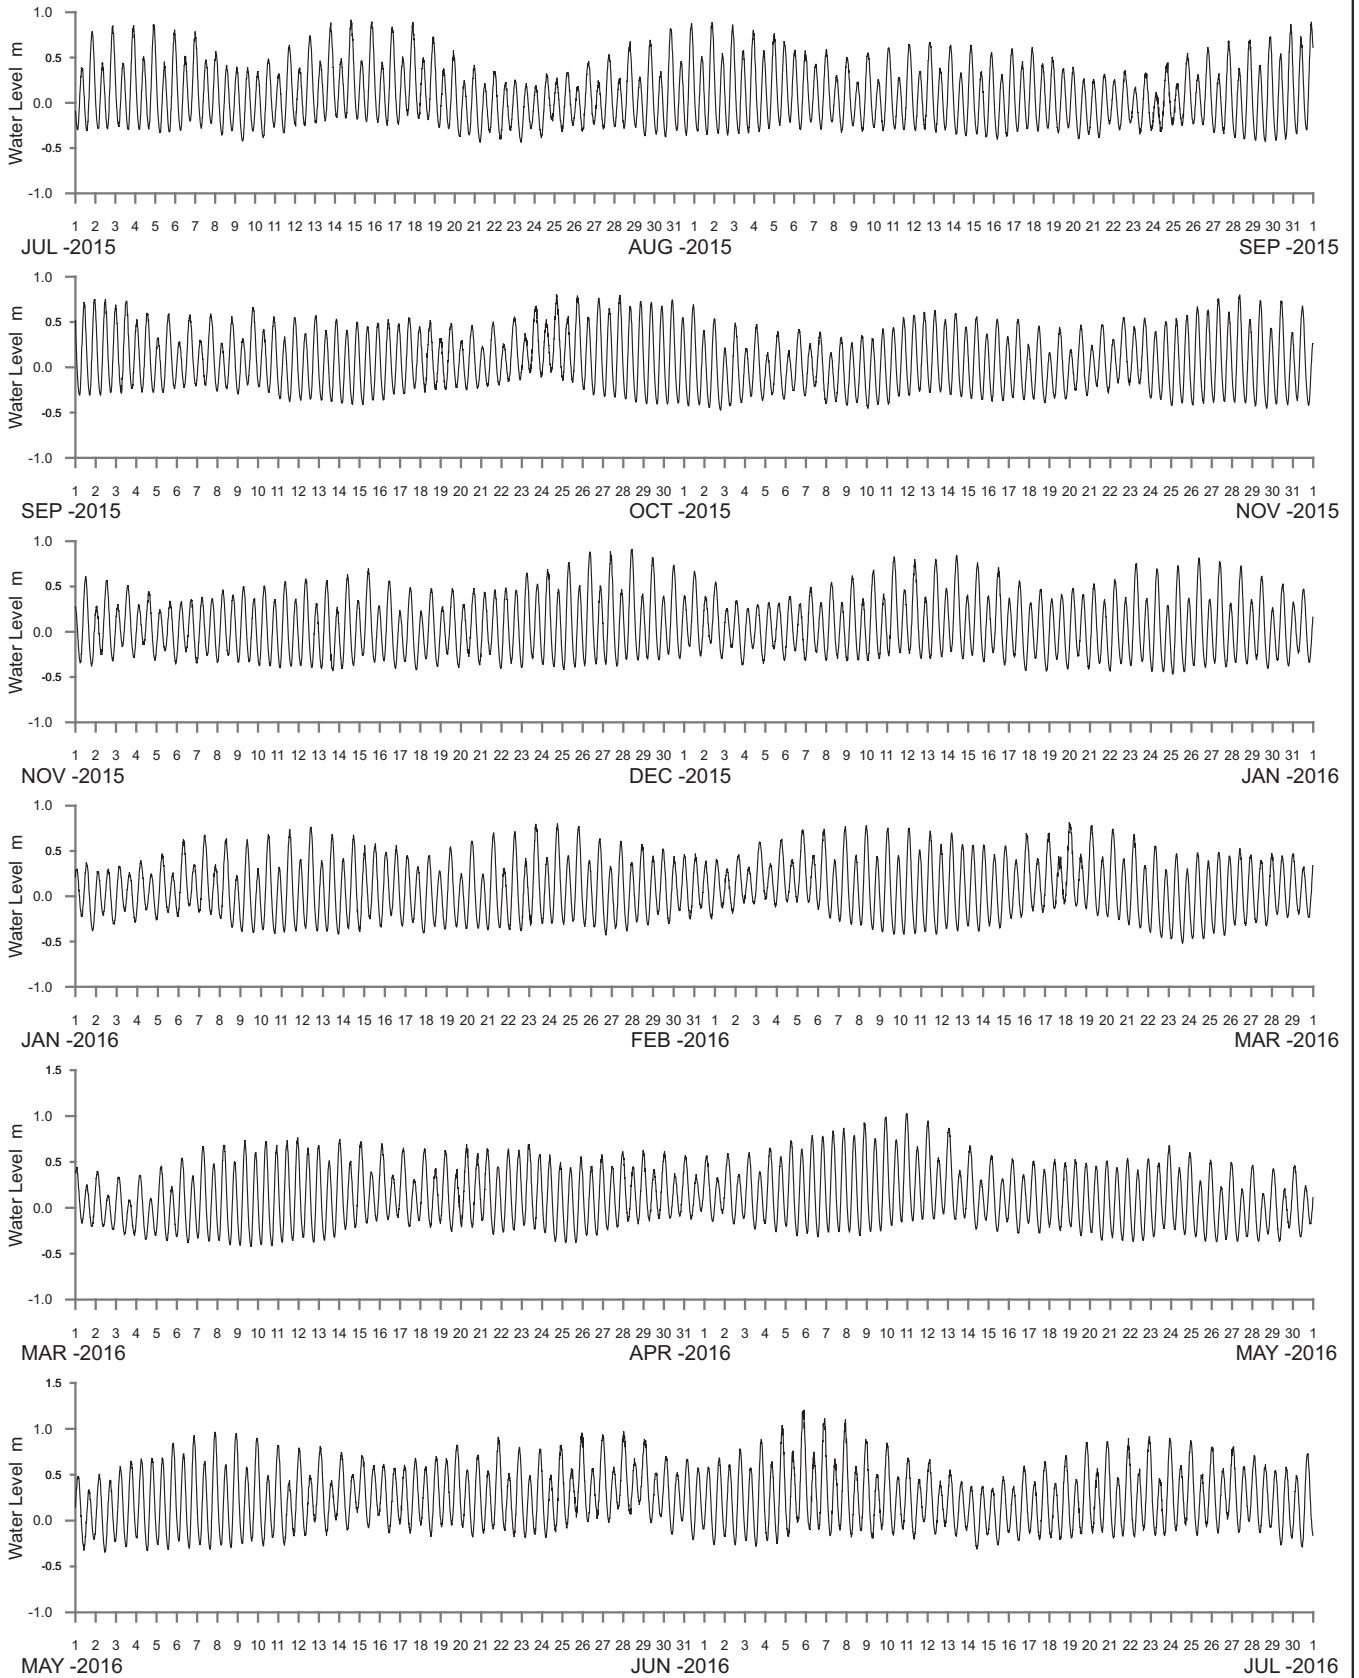 1.0
0.5
0.0
-0.5
-1.0
Water Level m
1 2 3 4 5 6 7 8 9 10 11 12 13 14 15 16 17 18 19 20 21 22 23 24 25 26 27 28 29 30 31 1 2 3 4 5 6 7 8 9 10 11 12 13 14 15 16 17 18 19 20 21 22 23 24 25 26 27 28 29 30 31 1
JUL -2015 AUG -2015 SEP -2015
1.0
0.5
0.0
-0.5
-1.0
Water Level m
1 2 3 4 5 6 7 8 9 10 11 12 13 14 15 16 17 18 19 20 21 22 23 24 25 26 27 28 29 30 1 2 3 4 5 6 7 8 9 10 11 12 13 14 15 16 17 18 19 20 21 22 23 24 25 26 27 28 29 30 31 1
SEP -2015 OCT -2015 NOV -2015
1.0
0.5
0.0
-0.5
-1.0
Water Level m
1 2 3 4 5 6 7 8 9 10 11 12 13 14 15 16 17 18 19 20 21 22 23 24 25 26 27 28 29 30 1 2 3 4 5 6 7 8 9 10 11 12 13 14 15 16 17 18 19 20 21 22 23 24 25 26 27 28 29 30 31 1
NOV -2015 DEC -2015 JAN -2016
1.0
0.5
0.0
-0.5
-1.0
Water Level m
1 2 3 4 5 6 7 8 9 10 11 12 13 14 15 16 17 18 19 20 21 22 23 24 25 26 27 28 29 30 31 1 2 3 4 5 6 7 8 9 10 11 12 13 14 15 16 17 18 19 20 21 22 23 24 25 26 27 28 29 1
JAN -2016 FEB -2016 MAR -2016
1.5
1.0
0.5
0.0
-0.5
-1.0
Water Level m
1 2 3 4 5 6 7 8 9 10 11 12 13 14 15 16 17 18 19 20 21 22 23 24 25 26 27 28 29 30 31 1 2 3 4 5 6 7 8 9 10 11 12 13 14 15 16 17 18 19 20 21 22 23 24 25 26 27 28 29 30 1
MAR -2016 APR -2016 MAY -2016
1.5
1.0
0.5
0.0
-0.5
-1.0
Water Level m
1 2 3 4 5 6 7 8 9 10 11 12 13 14 15 16 17 18 19 20 21 22 23 24 25 26 27 28 29 30 31 1 2 3 4 5 6 7 8 9 10 11 12 13 14 15 16 17 18 19 20 21 22 23 24 25 26 27 28 29 30 1
MAY -2016 JUN -2016 JUL -2016